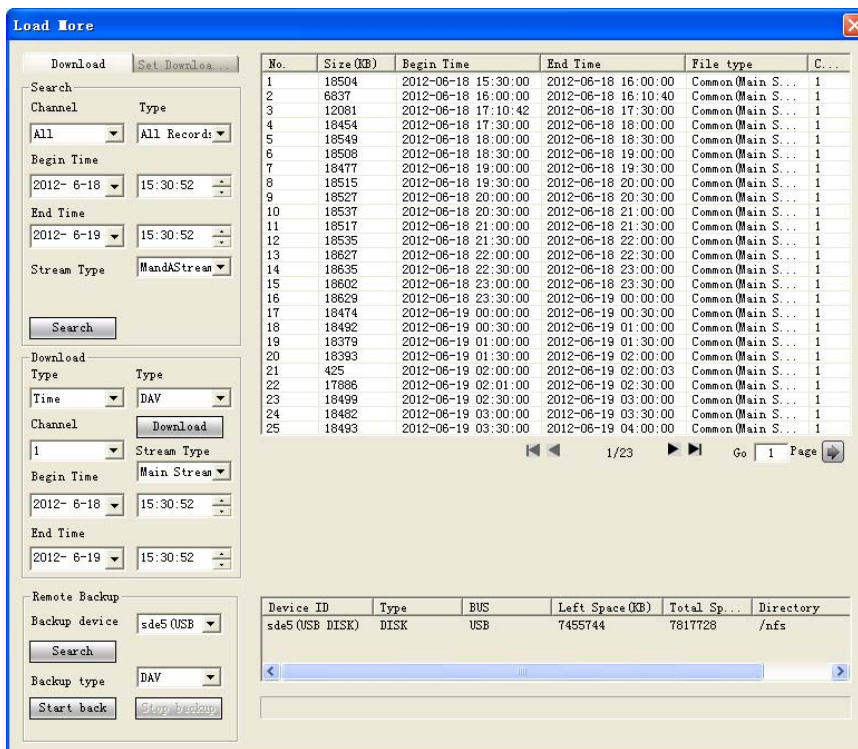 Load More
Download Set Downloa...
Search
Channel Type
All All Records
Begin Time
2012- 6-18 15:30:52
End Time
2012- 6-19 15:30:52
Stream Type MandAStream
Search
Download
Type Type
Time DAV
Channel Download
1 Stream Type
Begin Time Main Stream
2012- 6-18 15:30:52
End Time
2012- 6-19 15:30:52
Remote Backup
Backup device sde5(USB
Search
Backup type DAV
Start back Stop backup
No. Size(KB) Begin Time End Time File type C...
1 18504 2012-06-18 15:30:00 2012-06-18 16:00:00 Common(Main S... 1
2 6837 2012-06-18 16:00:00 2012-06-18 16:10:40 Common(Main S... 1
3 12081 2012-06-18 17:10:42 2012-06-18 17:30:00 Common(Main S... 1
4 18454 2012-06-18 17:30:00 2012-06-18 18:00:00 Common(Main S... 1
5 18549 2012-06-18 18:00:00 2012-06-18 18:30:00 Common(Main S... 1
6 18508 2012-06-18 18:30:00 2012-06-18 19:00:00 Common(Main S... 1
7 18477 2012-06-18 19:00:00 2012-06-18 19:30:00 Common(Main S... 1
8 18515 2012-06-18 19:30:00 2012-06-18 20:00:00 Common(Main S... 1
9 18527 2012-06-18 20:00:00 2012-06-18 20:30:00 Common(Main S... 1
10 18537 2012-06-18 20:30:00 2012-06-18 21:00:00 Common(Main S... 1
11 18517 2012-06-18 21:00:00 2012-06-18 21:30:00 Common(Main S... 1
12 18535 2012-06-18 21:30:00 2012-06-18 22:00:00 Common(Main S... 1
13 18627 2012-06-18 22:00:00 2012-06-18 22:30:00 Common(Main S... 1
14 18635 2012-06-18 22:30:00 2012-06-18 23:00:00 Common(Main S... 1
15 18602 2012-06-18 23:00:00 2012-06-18 23:30:00 Common(Main S... 1
16 18629 2012-06-18 23:30:00 2012-06-19 00:00:00 Common(Main S... 1
17 18474 2012-06-19 00:00:00 2012-06-19 00:30:00 Common(Main S... 1
18 18492 2012-06-19 00:30:00 2012-06-19 01:00:00 Common(Main S... 1
19 18379 2012-06-19 01:00:00 2012-06-19 01:30:00 Common(Main S... 1
20 18393 2012-06-19 01:30:00 2012-06-19 02:00:00 Common(Main S... 1
21 425 2012-06-19 02:00:00 2012-06-19 02:00:03 Common(Main S... 1
22 17886 2012-06-19 02:01:00 2012-06-19 02:30:00 Common(Main S... 1
23 18499 2012-06-19 02:30:00 2012-06-19 03:00:00 Common(Main S... 1
24 18482 2012-06-19 03:00:00 2012-06-19 03:30:00 Common(Main S... 1
25 18493 2012-06-19 03:30:00 2012-06-19 04:00:00 Common(Main S... 1
1/23 Go 1 Page
Device ID Type BUS Left Space(KB) Total Sp... Directory
sde5(USB DISK) DISK USB 7455744 7817728 /nfs